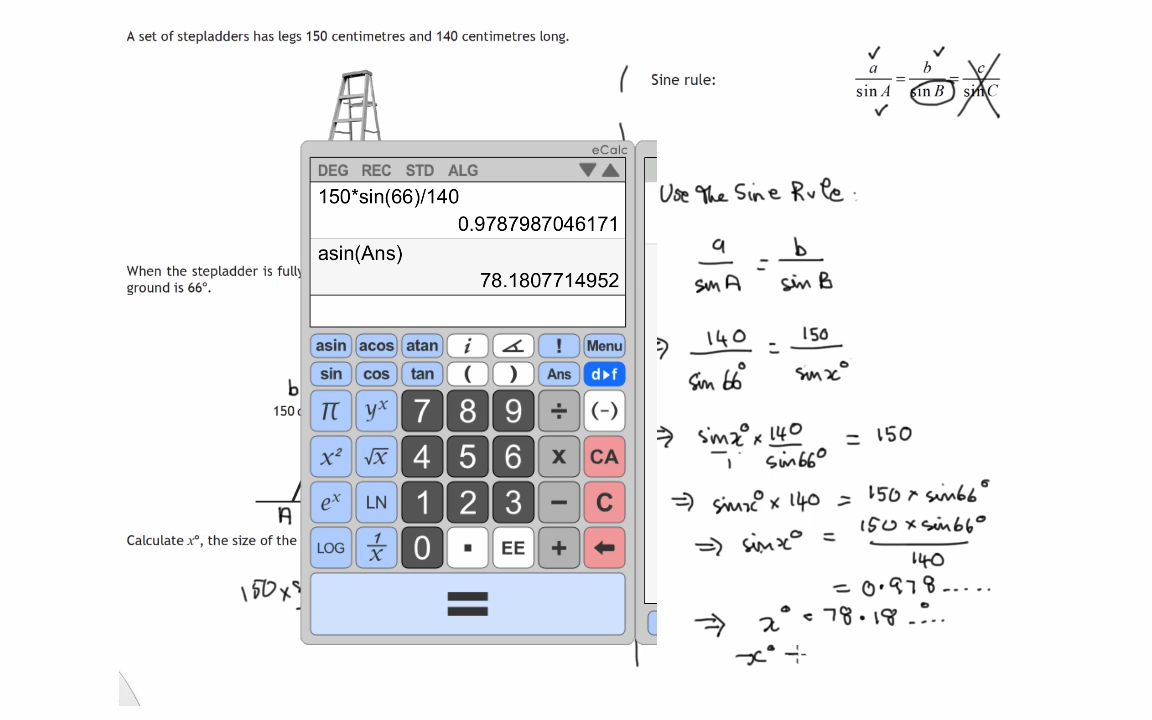 A set of stepladders has legs 150 centimetres and 140 centimetres long.
Sine rule:
a/sin A = b/sin B = c/sin C
✓ ✓ ✓
eCalc
DEG REC STD ALG
150*sin(66)/140
0.9787987046171
asin(Ans)
78.1807714952
asin acos atan i ∠ ! Menu
sin cos tan ( ) Ans d▸f
π yˣ 7 8 9 ÷ (−)
x² √x 4 5 6 x CA
eˣ LN 1 2 3 − C
LOG 1/X 0 . EE + ←
=
When the stepladder is fully
ground is 66°.
b
150 c
A
Calculate x°, the size of the
150 × s
Use the Sine Rule :
a/sin A = b/sin B
⇒ 140/sin 66° = 150/sin x°
⇒ sin x°/1 × 140/sin 66° = 150
⇒ sin x° × 140 = 150 × sin 66°
⇒ sin x° = 150 × sin 66°/140
= 0.978.....
⇒ x° = 78.18....°
x° ÷